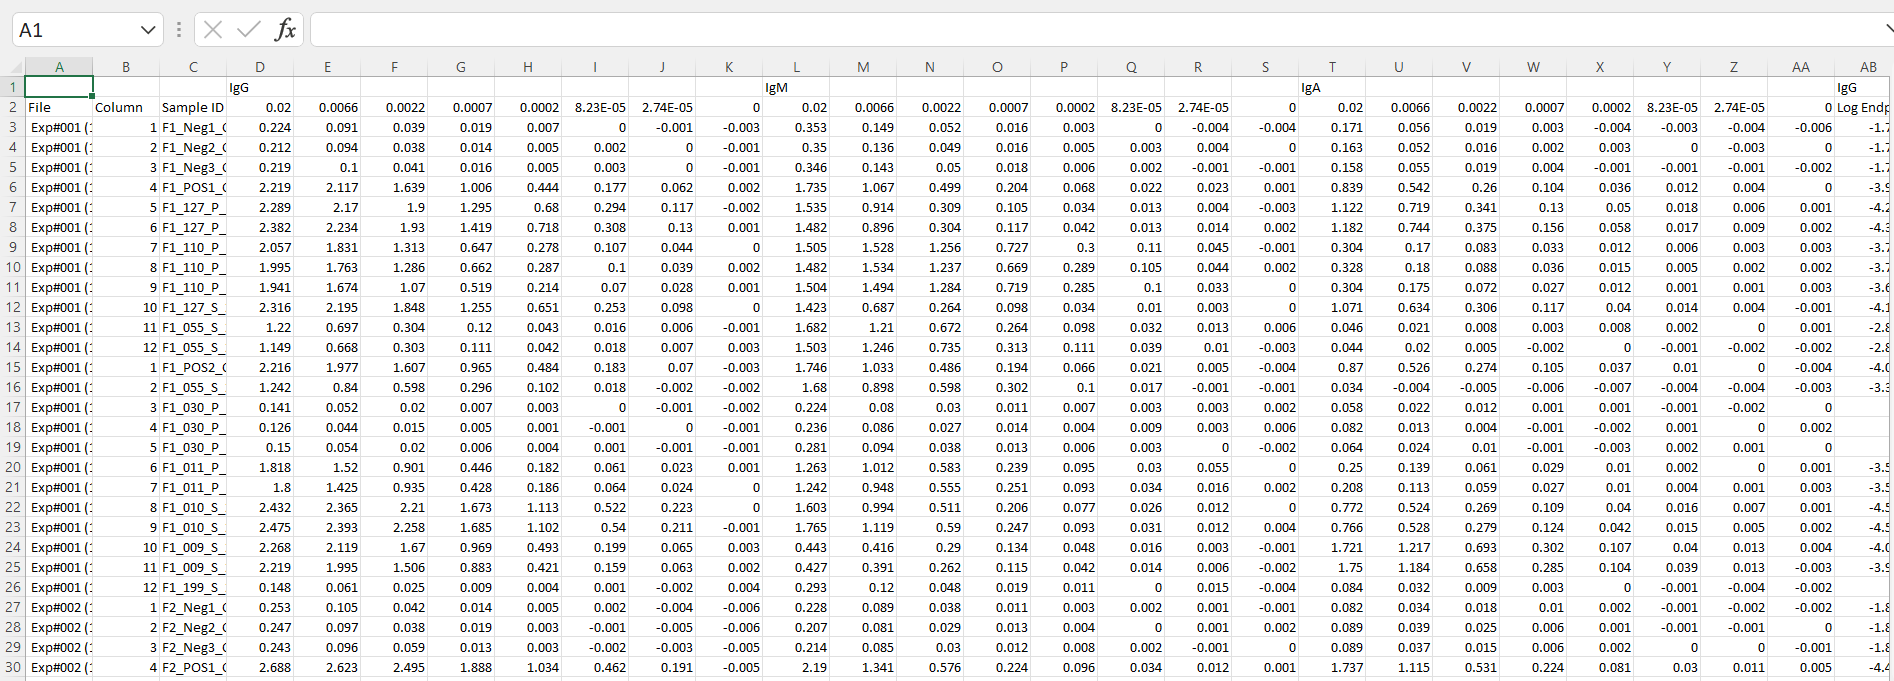 A1 fx
A B C D E F G H I J K L M N O P Q R S T U V W X Y Z AA AB
1 IgG IgM IgA IgG
2 File Column Sample ID 0.02 0.0066 0.0022 0.0007 0.0002 8.23E-05 2.74E-05 0 0.02 0.0066 0.0022 0.0007 0.0002 8.23E-05 2.74E-05 0 0.02 0.0066 0.0022 0.0007 0.0002 8.23E-05 2.74E-05 0 Log Endp
3 Exp#001 (1 1 F1_Neg1_C 0.224 0.091 0.039 0.019 0.007 0 -0.001 -0.003 0.353 0.149 0.052 0.016 0.003 0 -0.004 -0.004 0.171 0.056 0.019 0.003 -0.004 -0.003 -0.004 -0.006 -1.7
4 Exp#001 (1 2 F1_Neg2_C 0.212 0.094 0.038 0.014 0.005 0.002 0 -0.001 0.35 0.136 0.049 0.016 0.005 0.003 0.004 0 0.163 0.052 0.016 0.002 0.003 0 -0.003 0 -1.7
5 Exp#001 (1 3 F1_Neg3_C 0.219 0.1 0.041 0.016 0.005 0.003 0 -0.001 0.346 0.143 0.05 0.018 0.006 0.002 -0.001 -0.001 0.158 0.055 0.019 0.004 -0.001 -0.001 -0.001 -0.002 -1.7
6 Exp#001 (1 4 F1_POS1_C 2.219 2.117 1.639 1.006 0.444 0.177 0.062 0.002 1.735 1.067 0.499 0.204 0.068 0.022 0.023 0.001 0.839 0.542 0.26 0.104 0.036 0.012 0.004 0 -3.9
7 Exp#001 (1 5 F1_127_P_ 2.289 2.17 1.9 1.295 0.68 0.294 0.117 -0.002 1.535 0.914 0.309 0.105 0.034 0.013 0.004 -0.003 1.122 0.719 0.341 0.13 0.05 0.018 0.006 0.001 -4.2
8 Exp#001 (1 6 F1_127_P_ 2.382 2.234 1.93 1.419 0.718 0.308 0.13 0.001 1.482 0.896 0.304 0.117 0.042 0.013 0.014 0.002 1.182 0.744 0.375 0.156 0.058 0.017 0.009 0.002 -4.3
9 Exp#001 (1 7 F1_110_P_ 2.057 1.831 1.313 0.647 0.278 0.107 0.044 0 1.505 1.528 1.256 0.727 0.3 0.11 0.045 -0.001 0.304 0.17 0.083 0.033 0.012 0.006 0.003 0.003 -3.7
10 Exp#001 (1 8 F1_110_P_ 1.995 1.763 1.286 0.662 0.287 0.1 0.039 0.002 1.482 1.534 1.237 0.669 0.289 0.105 0.044 0.002 0.328 0.18 0.088 0.036 0.015 0.005 0.002 0.002 -3.7
11 Exp#001 (1 9 F1_110_P_ 1.941 1.674 1.07 0.519 0.214 0.07 0.028 0.001 1.504 1.494 1.284 0.719 0.285 0.1 0.033 0 0.304 0.175 0.072 0.027 0.012 0.001 0.001 0.003 -3.6
12 Exp#001 (1 10 F1_127_S_ 2.316 2.195 1.848 1.255 0.651 0.253 0.098 0 1.423 0.687 0.264 0.098 0.034 0.01 0.003 0 1.071 0.634 0.306 0.117 0.04 0.014 0.004 -0.001 -4.1
13 Exp#001 (1 11 F1_055_S_ 1.22 0.697 0.304 0.12 0.043 0.016 0.006 -0.001 1.682 1.21 0.672 0.264 0.098 0.032 0.013 0.006 0.046 0.021 0.008 0.003 0.008 0.002 0 0.001 -2.8
14 Exp#001 (1 12 F1_055_S_ 1.149 0.668 0.303 0.111 0.042 0.018 0.007 0.003 1.503 1.246 0.735 0.313 0.111 0.039 0.01 -0.003 0.044 0.02 0.005 -0.002 0 -0.001 -0.002 -0.002 -2.8
15 Exp#001 (1 1 F1_POS2_C 2.216 1.977 1.607 0.965 0.484 0.183 0.07 -0.003 1.746 1.033 0.486 0.194 0.066 0.021 0.005 -0.004 0.87 0.526 0.274 0.105 0.037 0.01 0 -0.004 -4.0
16 Exp#001 (1 2 F1_055_S_ 1.242 0.84 0.598 0.296 0.102 0.018 -0.002 -0.002 1.68 0.898 0.598 0.302 0.1 0.017 -0.001 -0.001 0.034 -0.004 -0.005 -0.006 -0.007 -0.004 -0.004 -0.003 -3.3
17 Exp#001 (1 3 F1_030_P_ 0.141 0.052 0.02 0.007 0.003 0 -0.001 -0.002 0.224 0.08 0.03 0.011 0.007 0.003 0.003 0.002 0.058 0.022 0.012 0.001 0.001 -0.001 -0.002 0
18 Exp#001 (1 4 F1_030_P_ 0.126 0.044 0.015 0.005 0.001 -0.001 0 -0.001 0.236 0.086 0.027 0.014 0.004 0.009 0.003 0.006 0.082 0.013 0.004 -0.001 -0.002 0.001 0 0.002
19 Exp#001 (1 5 F1_030_P_ 0.15 0.054 0.02 0.006 0.004 0.001 -0.001 -0.001 0.281 0.094 0.038 0.013 0.006 0.003 0 -0.002 0.064 0.024 0.01 -0.001 -0.003 0.002 0.001 0
20 Exp#001 (1 6 F1_011_P_ 1.818 1.52 0.901 0.446 0.182 0.061 0.023 0.001 1.263 1.012 0.583 0.239 0.095 0.03 0.055 0 0.25 0.139 0.061 0.029 0.01 0.002 0 0.001 -3.5
21 Exp#001 (1 7 F1_011_P_ 1.8 1.425 0.935 0.428 0.186 0.064 0.024 0 1.242 0.948 0.555 0.251 0.093 0.034 0.016 0.002 0.208 0.113 0.059 0.027 0.01 0.004 0.001 0.003 -3.5
22 Exp#001 (1 8 F1_010_S_ 2.432 2.365 2.21 1.673 1.113 0.522 0.223 0 1.603 0.994 0.511 0.206 0.077 0.026 0.012 0 0.772 0.524 0.269 0.109 0.04 0.016 0.007 0.001 -4.5
23 Exp#001 (1 9 F1_010_S_ 2.475 2.393 2.258 1.685 1.102 0.54 0.211 -0.001 1.765 1.119 0.59 0.247 0.093 0.031 0.012 0.004 0.766 0.528 0.279 0.124 0.042 0.015 0.005 0.002 -4.5
24 Exp#001 (1 10 F1_009_S_ 2.268 2.119 1.67 0.969 0.493 0.199 0.065 0.003 0.443 0.416 0.29 0.134 0.048 0.016 0.003 -0.001 1.721 1.217 0.693 0.302 0.107 0.04 0.013 0.004 -4.0
25 Exp#001 (1 11 F1_009_S_ 2.219 1.995 1.506 0.883 0.421 0.159 0.063 0.002 0.427 0.391 0.262 0.115 0.042 0.014 0.006 -0.002 1.75 1.184 0.658 0.285 0.104 0.039 0.013 -0.003 -3.9
26 Exp#001 (1 12 F1_199_S_ 0.148 0.061 0.025 0.009 0.004 0.001 -0.002 0.004 0.293 0.12 0.048 0.019 0.011 0 0.015 -0.004 0.084 0.032 0.009 0.003 0 -0.001 -0.004 -0.002
27 Exp#002 (1 1 F2_Neg1_C 0.253 0.105 0.042 0.014 0.005 0.002 -0.004 -0.006 0.228 0.089 0.038 0.011 0.003 0.002 0.001 -0.001 0.082 0.034 0.018 0.01 0.002 -0.001 -0.002 -0.002 -1.8
28 Exp#002 (1 2 F2_Neg2_C 0.247 0.097 0.038 0.019 0.003 -0.001 -0.005 -0.006 0.207 0.081 0.029 0.013 0.004 0 0.001 0.002 0.089 0.039 0.025 0.006 0.001 -0.001 -0.001 0 -1.8
29 Exp#002 (1 3 F2_Neg3_C 0.243 0.096 0.059 0.013 0.003 -0.002 -0.003 -0.005 0.214 0.085 0.03 0.012 0.008 0.002 -0.001 0 0.089 0.037 0.015 0.006 0.002 0 0 -0.001 -1.8
30 Exp#002 (1 4 F2_POS1_C 2.688 2.623 2.495 1.888 1.034 0.462 0.191 -0.005 2.19 1.341 0.576 0.224 0.096 0.034 0.012 0.001 1.737 1.115 0.531 0.224 0.081 0.03 0.011 0.005 -4.4